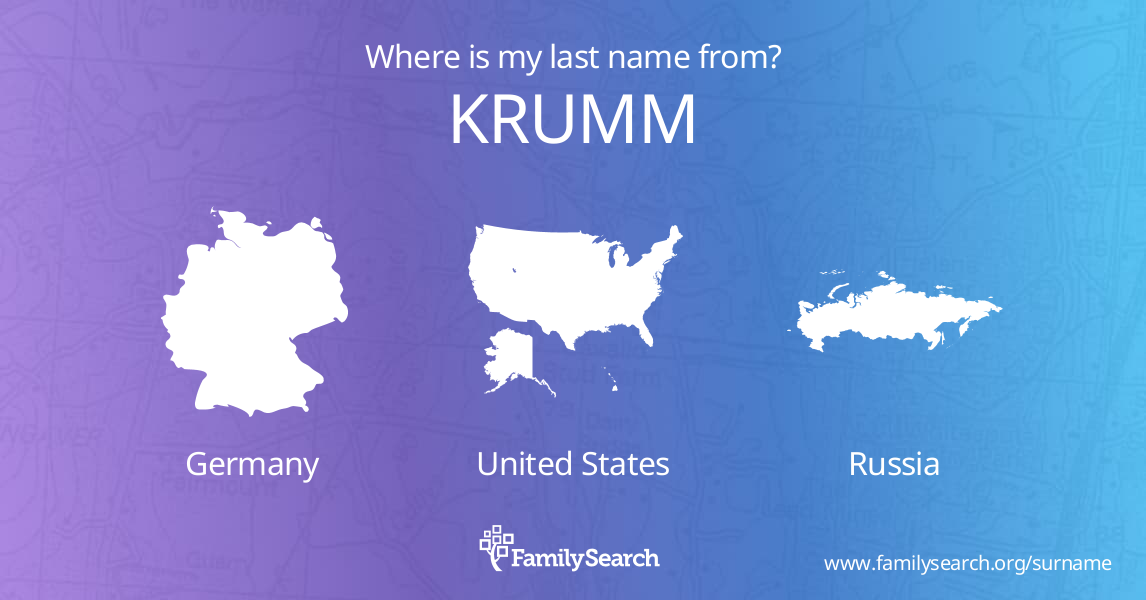 Where is my last name from?
KRUMM
Germany
United States
Russia
FamilySearch
www.familysearch.org/surname